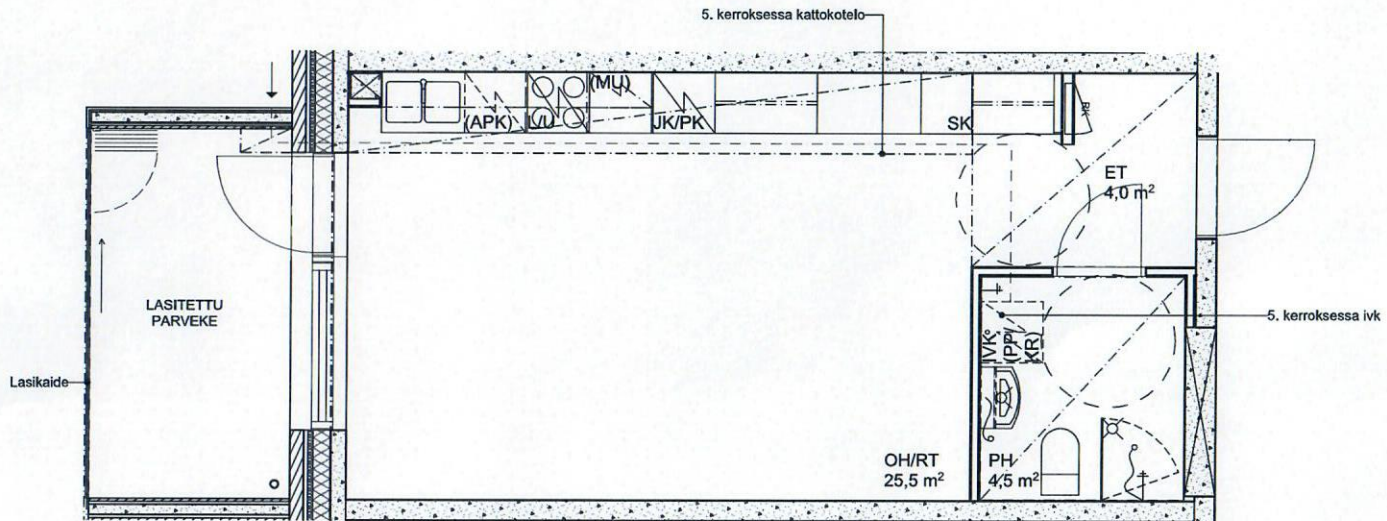 5. kerroksessa kattokotelo
(MU)
(APK)
L/U
JK/PK
SK
RK
ET
4,0 m²
LASITETTU
PARVEKE
5. kerroksessa ivk
IVK
(PP/
KR)
Lasikaide
OH/RT
25,5 m²
PH
4,5 m²